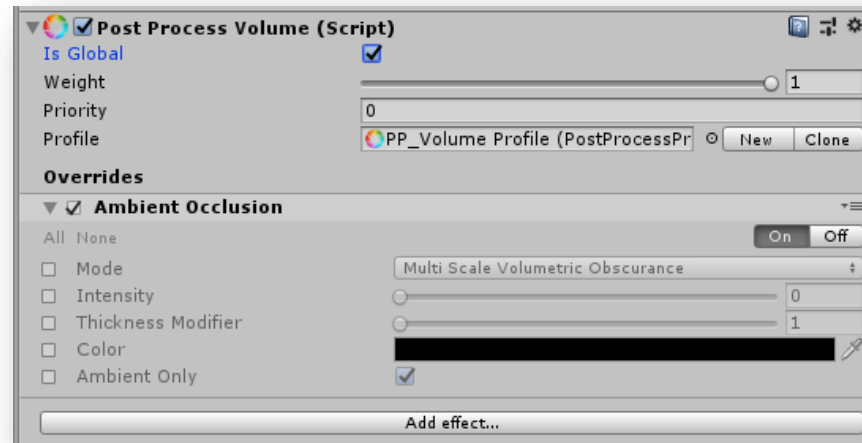 Post Process Volume (Script)
Is Global
Weight 1
Priority 0
Profile PP_Volume Profile (PostProcessPr New Clone
Overrides
Ambient Occlusion
All None On Off
Mode Multi Scale Volumetric Obscurance
Intensity 0
Thickness Modifier 1
Color
Ambient Only
Add effect...